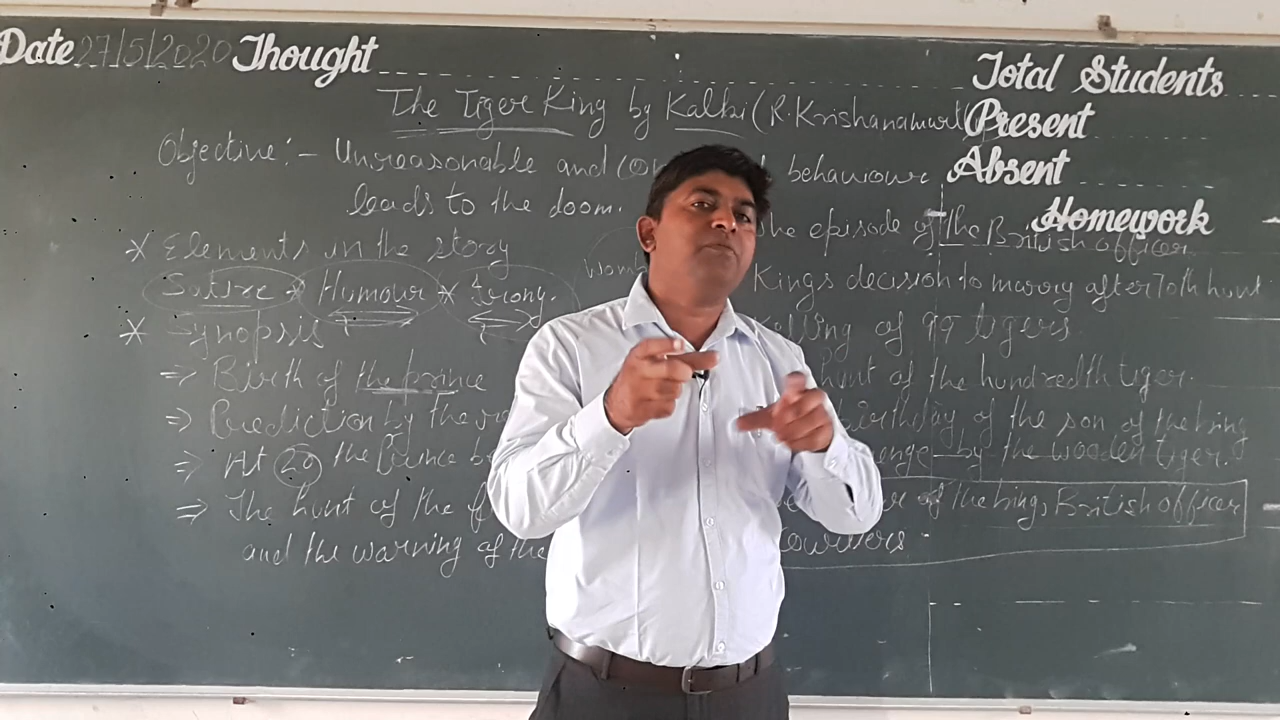 Date 27/5/2020 Thought
Total Students
The Tiger King by Kalki (R. Krishanamurt
Present
Objective:- Unreasonable and behaviour
Absent
leads to the doom.
Homework
* Elements in the story
Satire * Humour * Irony.
* Synopsis
⇒ Birth of the prince
⇒ Prediction by the
⇒ At 20 the Prince
⇒ The hunt of the
and the warning of the
the episode of the British officer
Kings decision to marry after 70th hunt
killing of 99 tigers
hunt of the hundredth tiger.
birthday of the son of the king
by the wooden tiger.
of the king, British officer